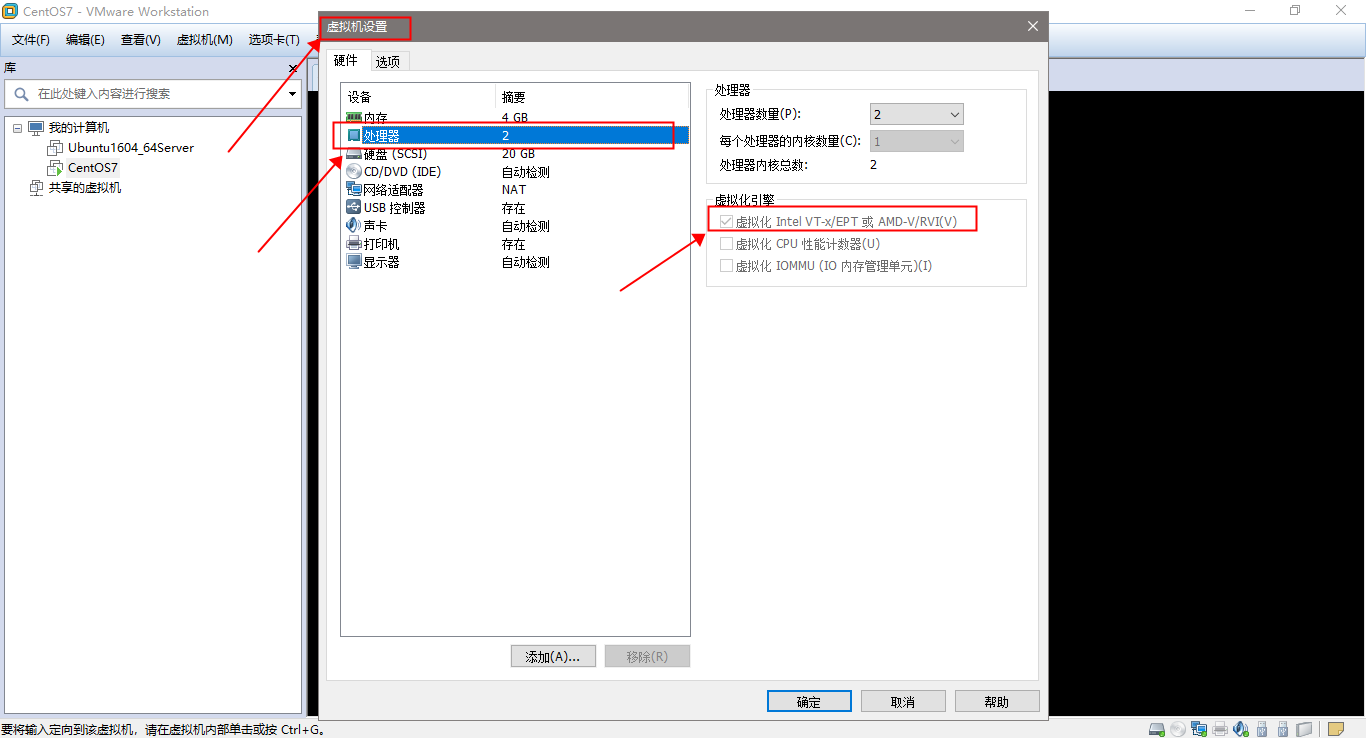 CentOS7 - VMware Workstation
文件(F) 编辑(E) 查看(V) 虚拟机(M) 选项卡(T)
库
在此处键入内容进行搜索
我的计算机
Ubuntu1604_64Server
CentOS7
共享的虚拟机
虚拟机设置
硬件 选项
设备 摘要
内存 4 GB
处理器 2
硬盘 (SCSI) 20 GB
CD/DVD (IDE) 自动检测
网络适配器 NAT
USB 控制器 存在
声卡 自动检测
打印机 存在
显示器 自动检测
添加(A)... 移除(R)
处理器
处理器数量(P): 2
每个处理器的内核数量(C): 1
处理器内核总数: 2
虚拟化引擎
虚拟化 Intel VT-x/EPT 或 AMD-V/RVI(V)
虚拟化 CPU 性能计数器(U)
虚拟化 IOMMU (IO 内存管理单元)(I)
确定 取消 帮助
要将输入定向到该虚拟机，请在虚拟机内部单击或按 Ctrl+G。